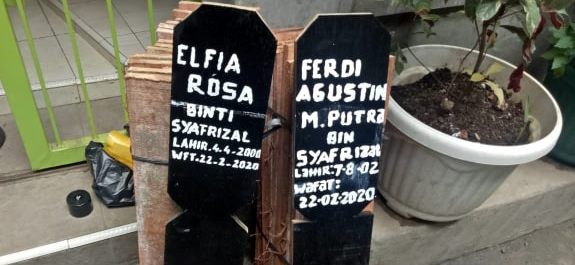 ELFIA
ROSA
BINTI
SYAFRIZAL
LAHIR.4.4-2000
WFT.22-2-2020
FERDI
AGUSTIN
M.PUTRA
BIN
SYAFRIZAL
LAHIR:7-8.02
Wafat:
22-02-2020